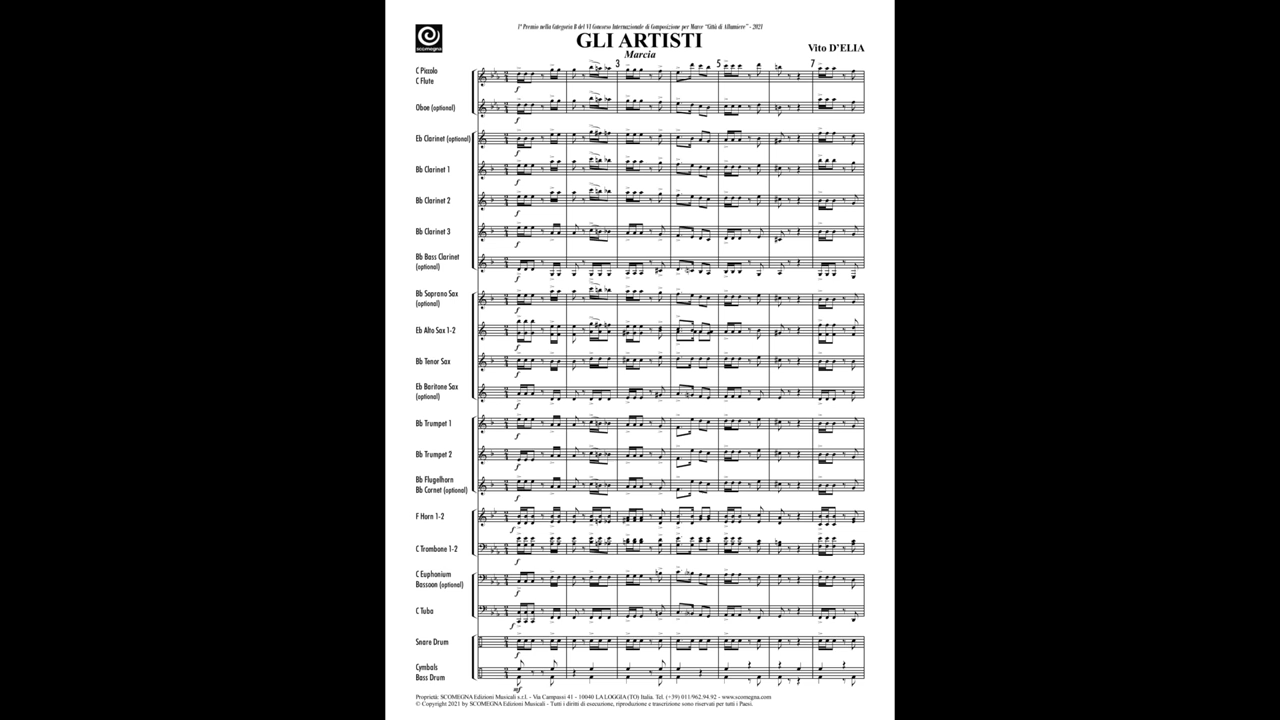 1° Premio nella Categoria B del VI Concorso Internazionale di Composizione per Marce "Città di Allumiere" - 2021
SCOMEGNA
GLI ARTISTI
Marcia
Vito D'ELIA
3 5 7
C Piccolo
C Flute
f
Oboe (optional)
f
Eb Clarinet (optional)
f
Bb Clarinet 1
f
Bb Clarinet 2
f
Bb Clarinet 3
f
Bb Bass Clarinet
(optional)
f
Bb Soprano Sax
(optional)
f
Eb Alto Sax 1-2
f
Bb Tenor Sax
f
Eb Baritone Sax
(optional)
f
Bb Trumpet 1
f
Bb Trumpet 2
f
Bb Flugelhorn
Bb Cornet (optional)
f
F Horn 1-2
f
C Trombone 1-2
f
C Euphonium
Bassoon (optional)
f
C Tuba
f
Snare Drum
f
Cymbals
Bass Drum
mf
Proprietà: SCOMEGNA Edizioni Musicali s.r.l. - Via Campassi 41 - 10040 LA LOGGIA (TO) Italia. Tel. (+39) 011/962.94.92 - www.scomegna.com
© Copyright 2021 by SCOMEGNA Edizioni Musicali - Tutti i diritti di esecuzione, riproduzione e trascrizione sono riservati per tutti i Paesi.